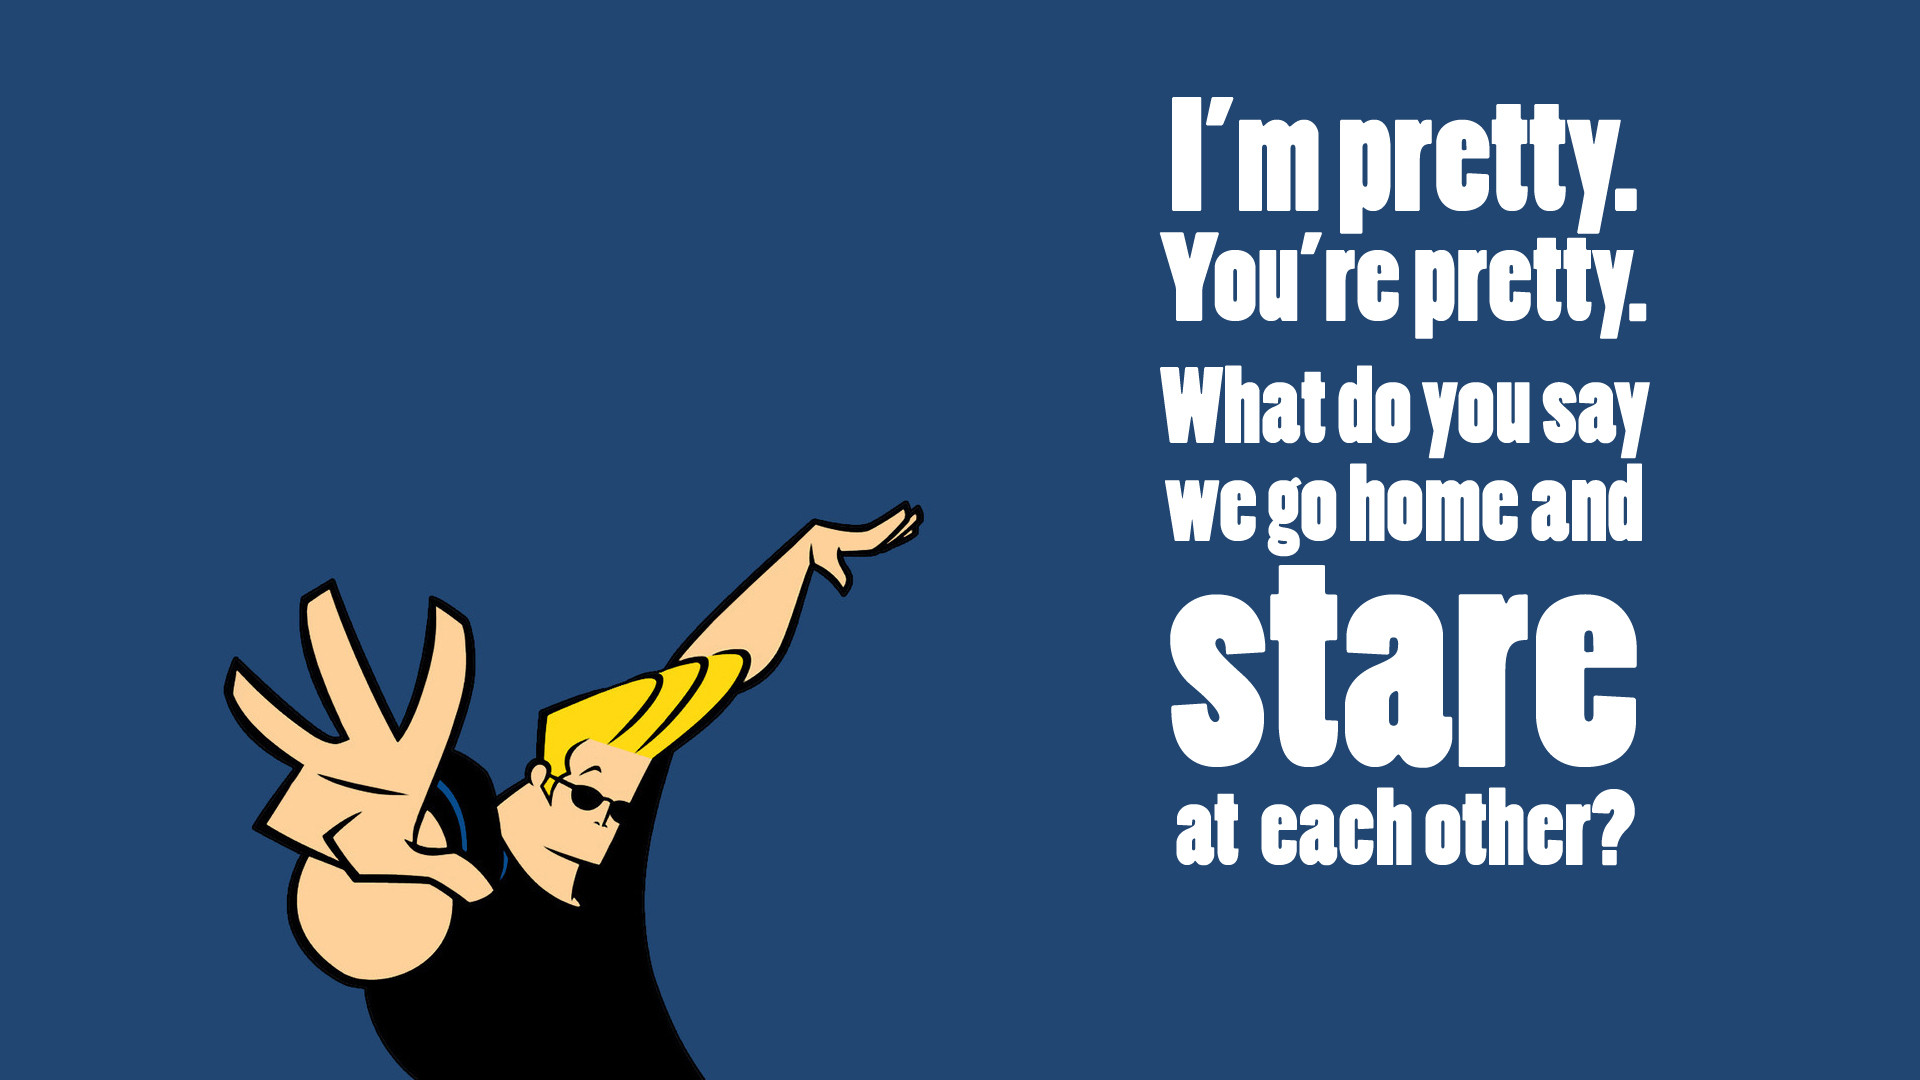 I'm pretty.
You're pretty.
What do you say
we go home and
stare
at each other?